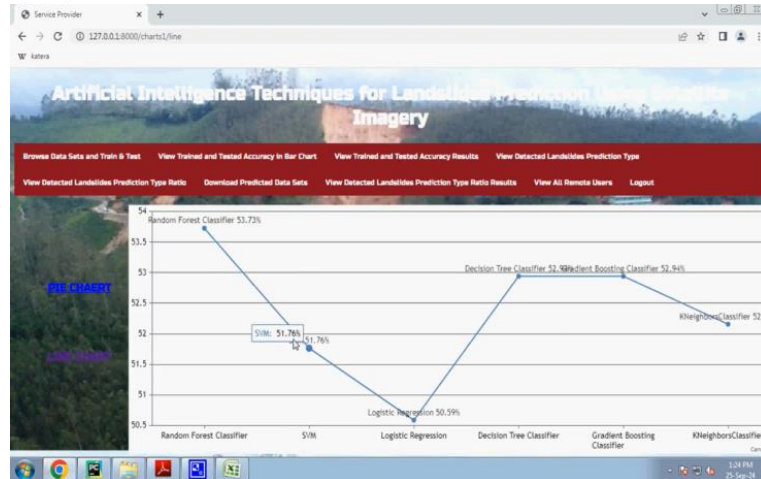 Service Provider
127.0.0.1:8000/charts1/line
W katera
Artificial Intelligence Techniques for Landslides Prediction Using Satellite
Imagery
Browse Data Sets and Train & Test View Trained and Tested Accuracy in Bar Chart View Trained and Tested Accuracy Results View Detected Landslides Prediction Type
View Detected Landslides Prediction Type Ratio Download Predicted Data Sets View Detected Landslides Prediction Type Ratio Results View All Remote Users Logout
PIE CHAERT
LINE CHART
54
Random Forest Classifier 53.73%
53.5
53
Decision Tree Classifier 52.94% Gradient Boosting Classifier 52.94%
52.5
KNeighborsClassifier 52
52
SVM: 51.76%
51.76%
51.5
51
Logistic Regression 50.59%
50.5
Random Forest Classifier SVM Logistic Regression Decision Tree Classifier Gradient Boosting KNeighborsClassifie
Classifier
Can
1:24 PM
25-Sep-24